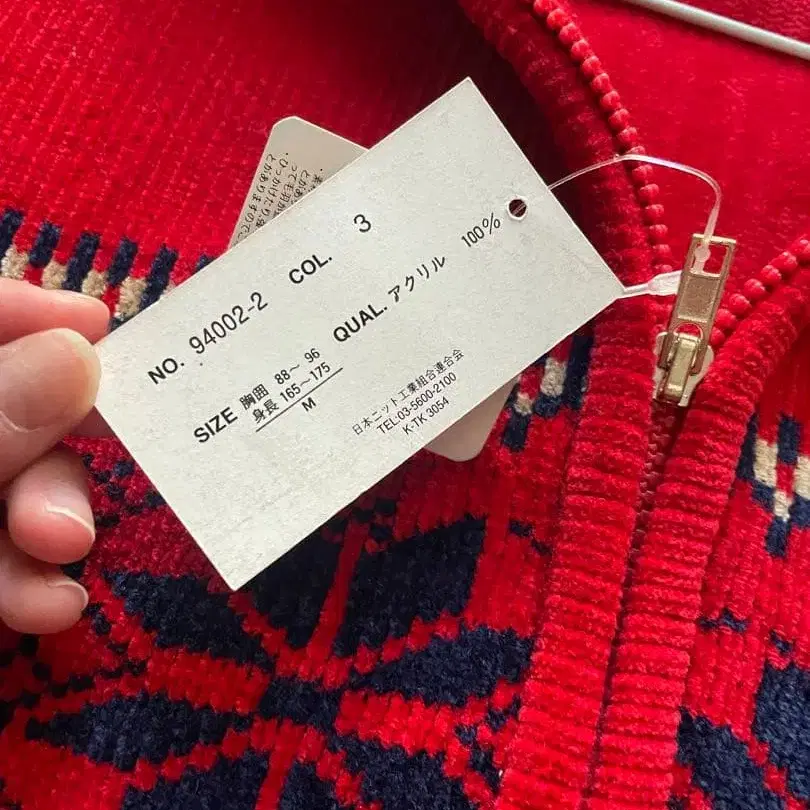 NO. 94002-2 COL. 3
SIZE 胸囲 88〜96
身長 165〜175
M
QUAL. アクリル 100%
日本ニット工業組合連合会
TEL:03-5600-2100
K-TK 3054